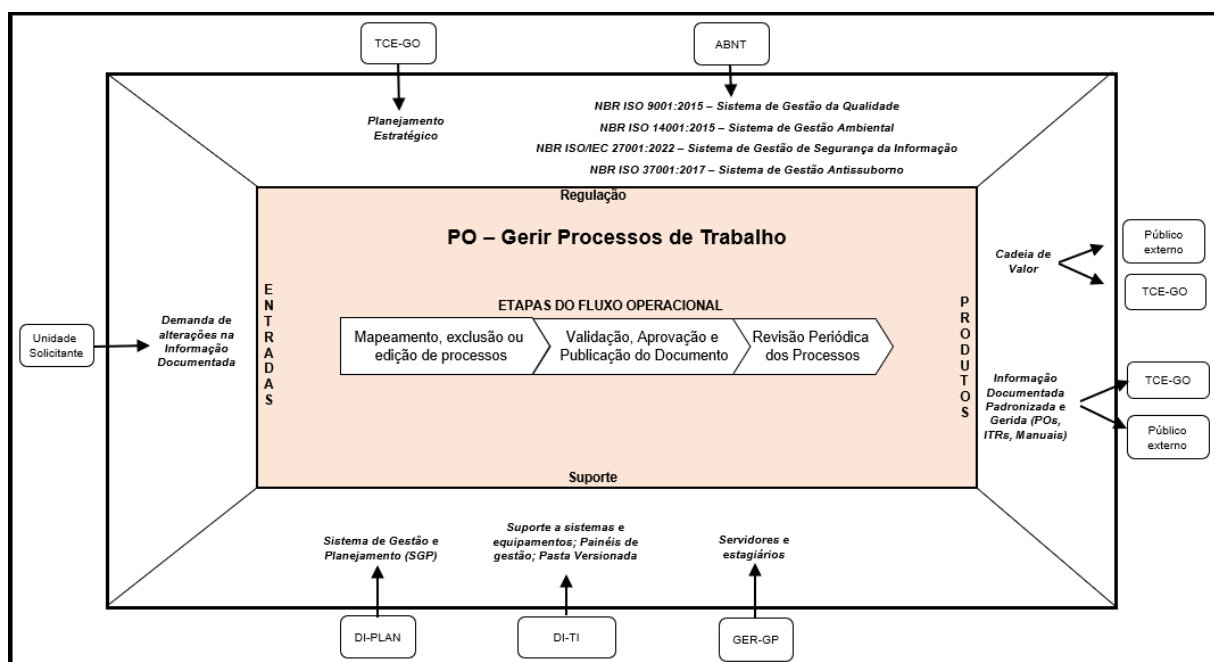 TCE-GO
ABNT
Planejamento
Estratégico
NBR ISO 9001:2015 – Sistema de Gestão da Qualidade
NBR ISO 14001:2015 – Sistema de Gestão Ambiental
NBR ISO/IEC 27001:2022 – Sistema de Gestão de Segurança da Informação
NBR ISO 37001:2017 - Sistema de Gestão Antissuborno
Regulação
PO – Gerir Processos de Trabalho
ENTRADAS
ETAPAS DO FLUXO OPERACIONAL
Mapeamento, exclusão ou
edição de processos
Validação, Aprovação e
Publicação do Documento
Revisão Periódica
dos Processos
PRODUTOS
Unidade
Solicitante
Demanda de
alterações na
Informação
Documentada
Cadeia de
Valor
Público
externo
TCE-GO
Informação
Documentada
Padronizada e
Gerida (POs,
ITRs, Manuais)
TCE-GO
Público
externo
Suporte
Sistema de Gestão e
Planejamento (SGP)
Suporte a sistemas e
equipamentos; Painéis de
gestão; Pasta Versionada
Servidores e
estagiários
DI-PLAN
DI-TI
GER-GP